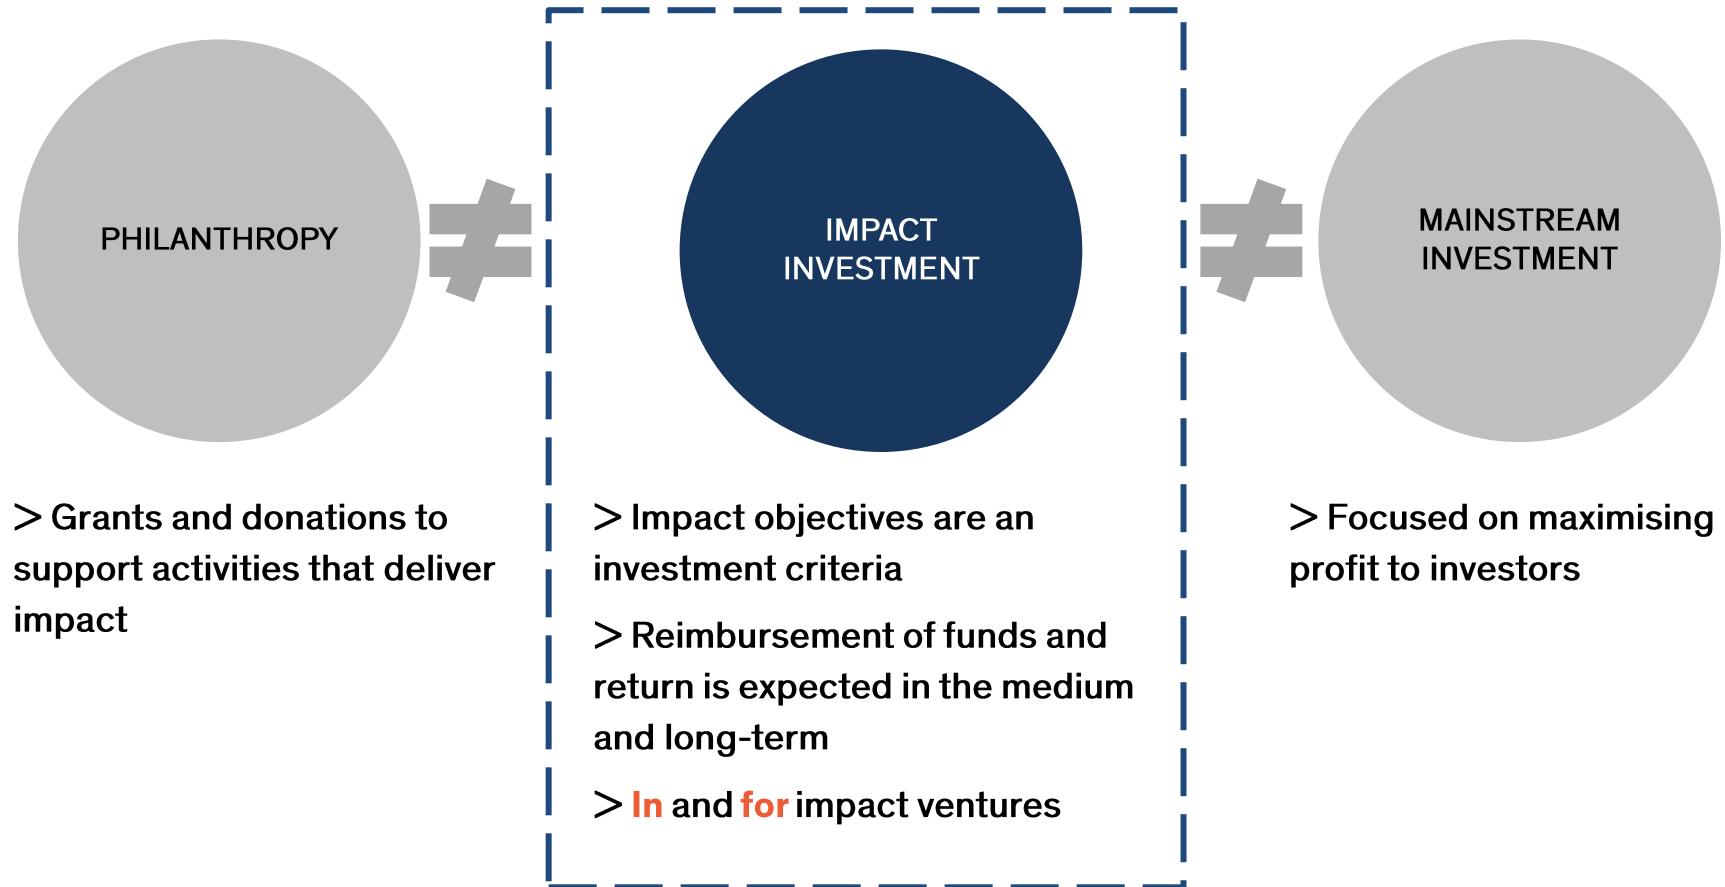 PHILANTHROPY
> Grants and donations to
support activities that deliver
impact
≠
IMPACT
INVESTMENT
> Impact objectives are an
investment criteria
> Reimbursement of funds and
return is expected in the medium
and long-term
> In and for impact ventures
≠
MAINSTREAM
INVESTMENT
> Focused on maximising
profit to investors